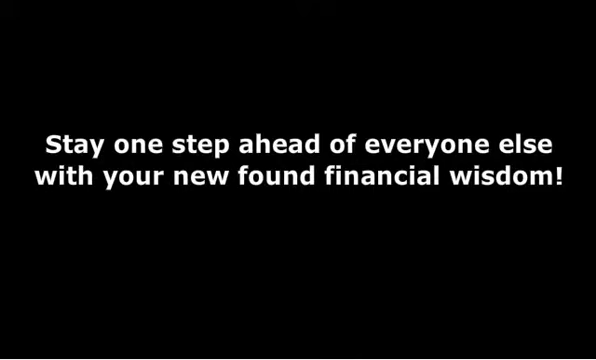 Stay one step ahead of everyone else
with your new found financial wisdom!